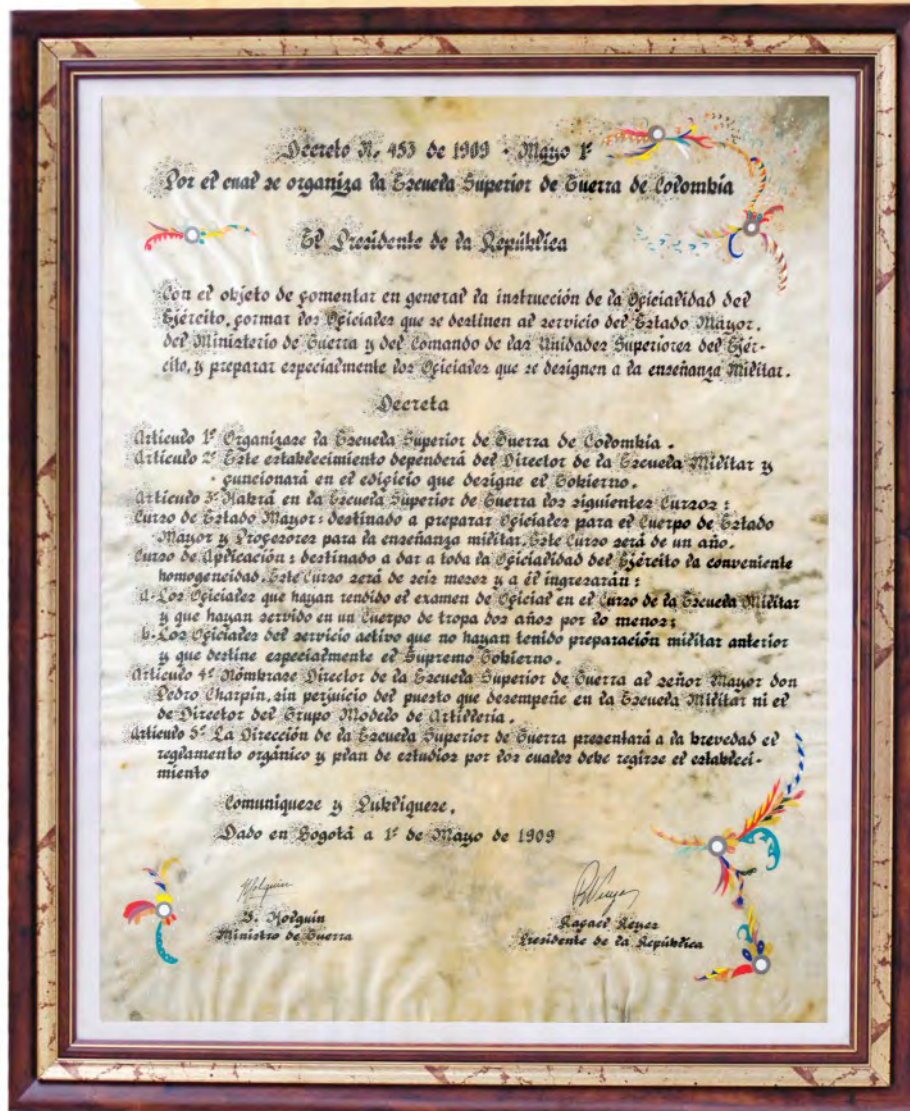 Decreto N. 453 de 1909 - Mayo 1º
Por el cual se organiza la Escuela Superior de Guerra de Colombia
El Presidente de la República
Con el objeto de fomentar en general la instrucción de la Oficialidad del
Ejército, formar los Oficiales que se destinen al servicio del Estado Mayor,
del Ministerio de Guerra y del Comando de las Unidades Superiores del Ejér-
cito, y preparar especialmente los Oficiales que se designen a la enseñanza Militar.
Decreta
Articulo 1º Organizase la Escuela Superior de Guerra de Colombia.
Articulo 2º Este establecimiento dependerá del Director de la Escuela Militar y
funcionará en el edificio que designe el Gobierno.
Articulo 3º Habrá en la Escuela Superior de Guerra los siguientes Cursos:
Curso de Estado Mayor: destinado a preparar Oficiales para el Cuerpo de Estado
Mayor y Profesores para la enseñanza militar. Este Curso será de un año.
Curso de Aplicación: destinado a dar a toda la Oficialidad del Ejército la conveniente
homogeneidad. Este Curso será de seis meses y a él ingresarán:
a- Los Oficiales que hayan rendido el examen de Oficial en el Curso de la Escuela Militar
y que hayan servido en un Cuerpo de tropa dos años por lo menos;
b- Los Oficiales del servicio activo que no hayan tenido preparación militar anterior
y que destine especialmente el Supremo Gobierno.
Articulo 4º Nómbrase Director de la Escuela Superior de Guerra al señor Mayor don
Pedro Charpin, sin perjuicio del puesto que desempeñe en la Escuela Militar ni el
de Director del Grupo Modelo de Artillería.
Articulo 5º La Dirección de la Escuela Superior de Guerra presentará a la brevedad el
reglamento orgánico y plan de estudios por los cuales debe regirse el estableci-
miento
Comuniquese y Publiquese.
Dado en Bogotá a 1º de Mayo de 1909
Holguin
Holguin
Ministro de Guerra
Rafael Reyes
Presidente de la República